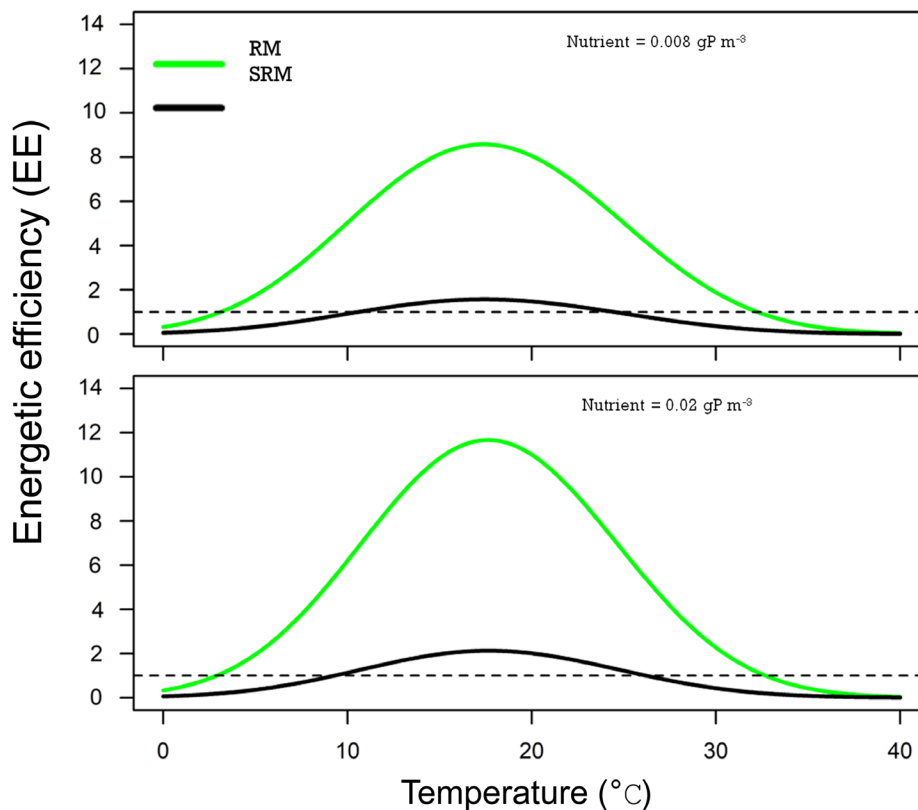 Energetic efficiency (EE)
14
12
10
8
6
4
2
0
RM
SRM
Nutrient = 0.008 gP m⁻³
14
12
10
8
6
4
2
0
Nutrient = 0.02 gP m⁻³
0 10 20 30 40
Temperature (°C)